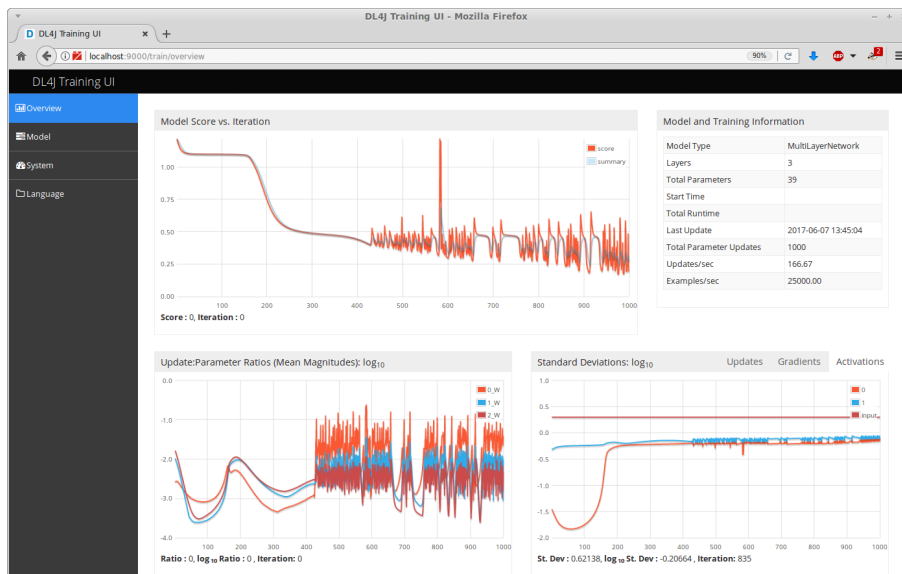 DL4J Training UI - Mozilla Firefox
D DL4J Training UI × +
localhost:9000/train/overview 90% ABP 2
DL4J Training UI
Overview
Model
System
Language
Model Score vs. Iteration
score
summary
1.00
0.75
0.50
0.25
0.00
100 200 300 400 500 600 700 800 900 1000
Score : 0, Iteration : 0
Model and Training Information
Model Type MultiLayerNetwork
Layers 3
Total Parameters 39
Start Time
Total Runtime
Last Update 2017-06-07 13:45:04
Total Parameter Updates 1000
Updates/sec 166.67
Examples/sec 25000.00
Update:Parameter Ratios (Mean Magnitudes): log10
0_W
1_W
2_W
0.0
-1.0
-2.0
-3.0
-4.0
100 200 300 400 500 600 700 800 900 1000
Ratio : 0, log10 Ratio : 0 , Iteration: 0
Standard Deviations: log10 Updates Gradients Activations
0
1
input
1.0
0.5
0.0
-0.5
-1.0
-1.5
-2.0
100 200 300 400 500 600 700 800 900 1000
St. Dev : 0.62138, log10 St. Dev : -0.20664 , Iteration: 835